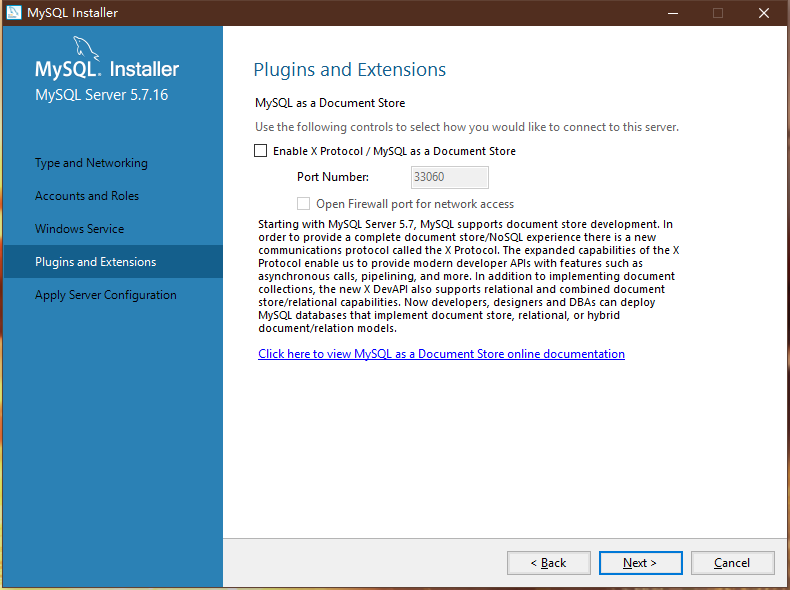 MySQL Installer
MySQL. Installer
MySQL Server 5.7.16
Type and Networking
Accounts and Roles
Windows Service
Plugins and Extensions
Apply Server Configuration
Plugins and Extensions
MySQL as a Document Store
Use the following controls to select how you would like to connect to this server.
Enable X Protocol / MySQL as a Document Store
Port Number: 33060
Open Firewall port for network access
Starting with MySQL Server 5.7, MySQL supports document store development. In
order to provide a complete document store/NoSQL experience there is a new
communications protocol called the X Protocol. The expanded capabilities of the X
Protocol enable us to provide modern developer APIs with features such as
asynchronous calls, pipelining, and more. In addition to implementing document
collections, the new X DevAPI also supports relational and combined document
store/relational capabilities. Now developers, designers and DBAs can deploy
MySQL databases that implement document store, relational, or hybrid
document/relation models.
Click here to view MySQL as a Document Store online documentation
< Back Next > Cancel